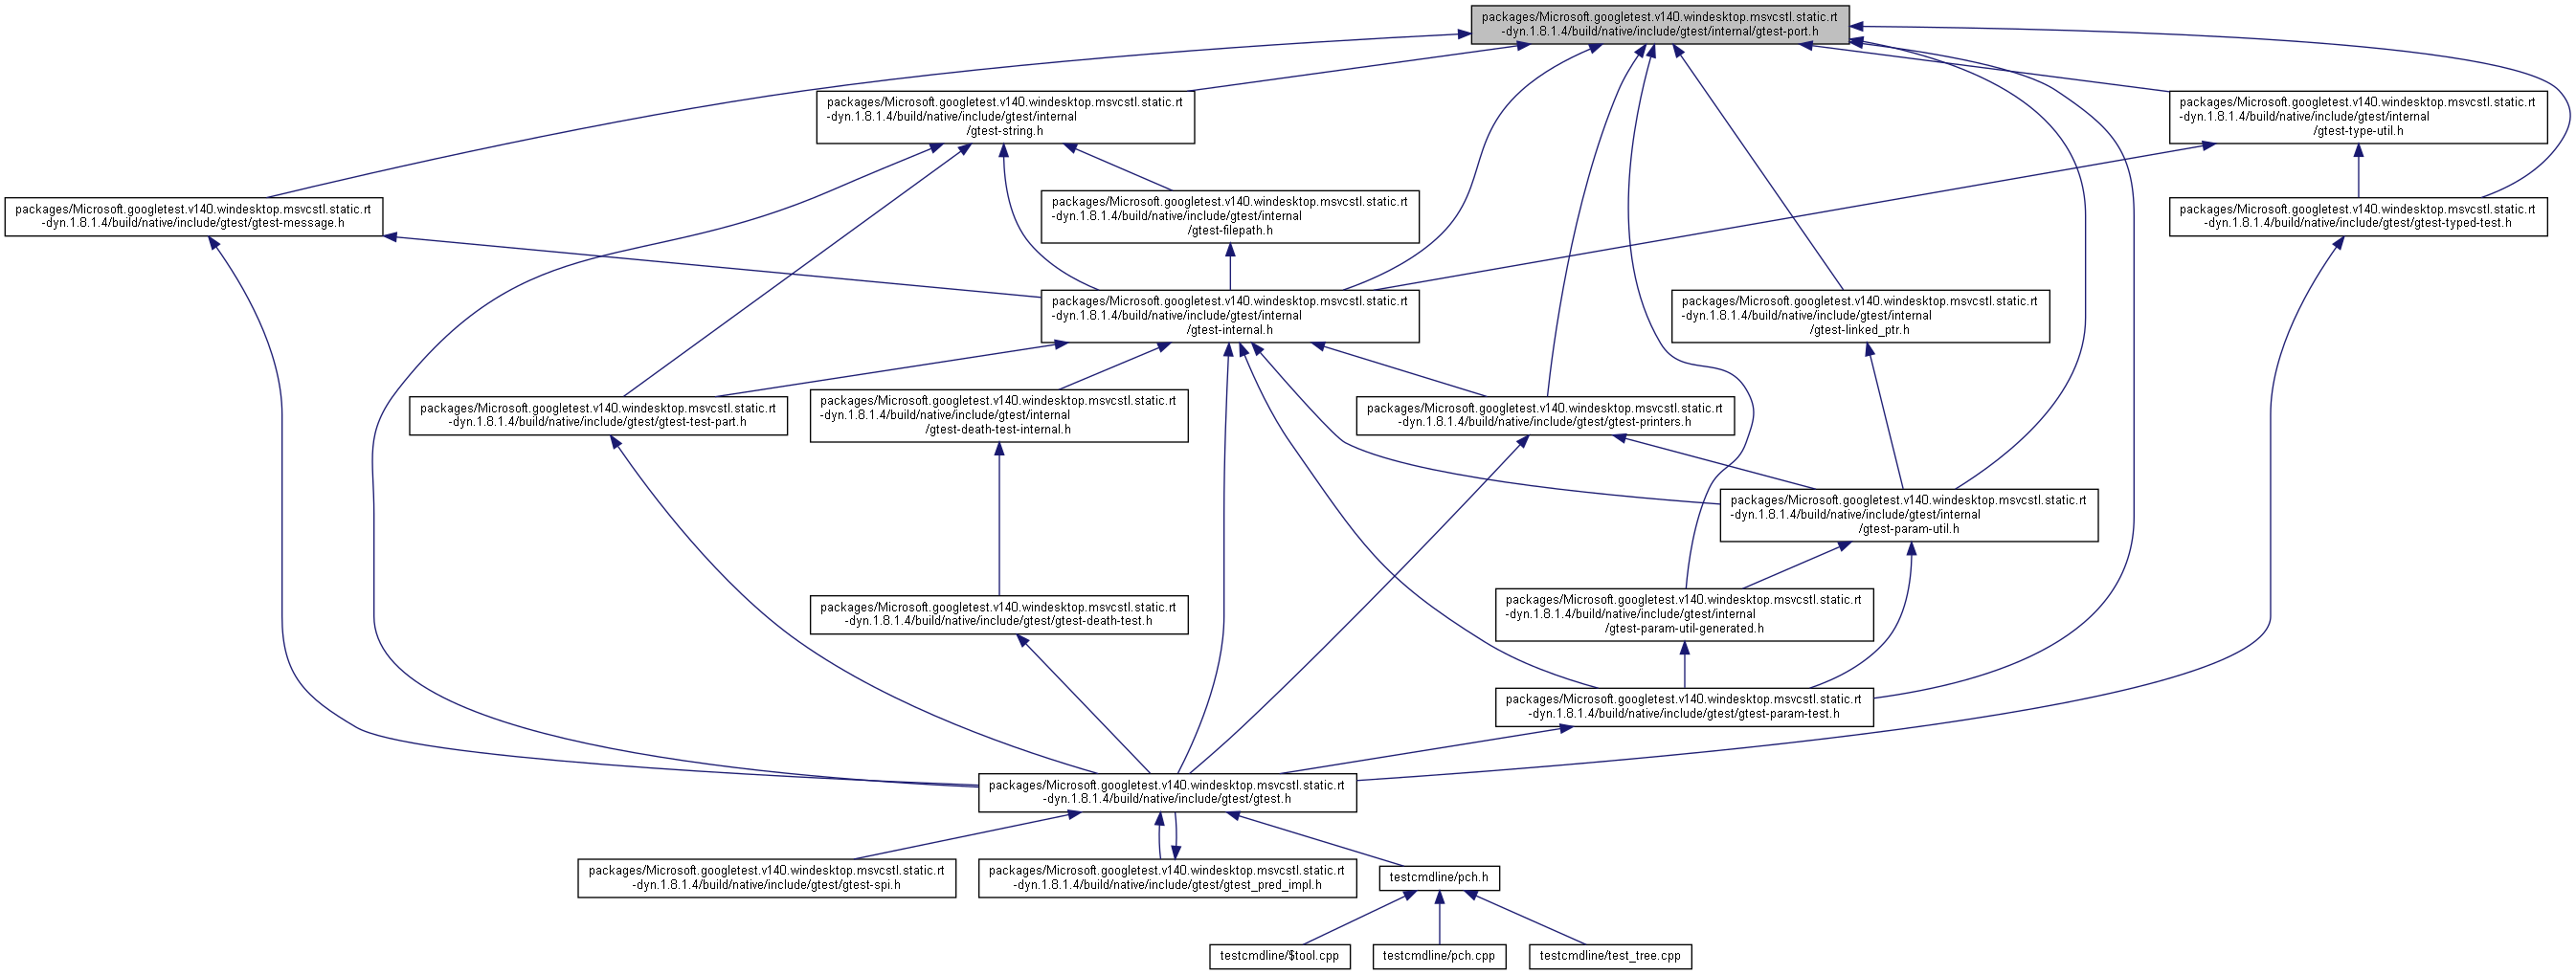 packages/Microsoft.googletest.v140.windesktop.msvcstl.static.rt
-dyn.1.8.1.4/build/native/include/gtest/internal/gtest-port.h
packages/Microsoft.googletest.v140.windesktop.msvcstl.static.rt
-dyn.1.8.1.4/build/native/include/gtest/internal
/gtest-string.h
packages/Microsoft.googletest.v140.windesktop.msvcstl.static.rt
-dyn.1.8.1.4/build/native/include/gtest/internal
/gtest-type-util.h
packages/Microsoft.googletest.v140.windesktop.msvcstl.static.rt
-dyn.1.8.1.4/build/native/include/gtest/gtest-message.h
packages/Microsoft.googletest.v140.windesktop.msvcstl.static.rt
-dyn.1.8.1.4/build/native/include/gtest/internal
/gtest-filepath.h
packages/Microsoft.googletest.v140.windesktop.msvcstl.static.rt
-dyn.1.8.1.4/build/native/include/gtest/gtest-typed-test.h
packages/Microsoft.googletest.v140.windesktop.msvcstl.static.rt
-dyn.1.8.1.4/build/native/include/gtest/internal
/gtest-internal.h
packages/Microsoft.googletest.v140.windesktop.msvcstl.static.rt
-dyn.1.8.1.4/build/native/include/gtest/internal
/gtest-linked_ptr.h
packages/Microsoft.googletest.v140.windesktop.msvcstl.static.rt
-dyn.1.8.1.4/build/native/include/gtest/gtest-test-part.h
packages/Microsoft.googletest.v140.windesktop.msvcstl.static.rt
-dyn.1.8.1.4/build/native/include/gtest/internal
/gtest-death-test-internal.h
packages/Microsoft.googletest.v140.windesktop.msvcstl.static.rt
-dyn.1.8.1.4/build/native/include/gtest/gtest-printers.h
packages/Microsoft.googletest.v140.windesktop.msvcstl.static.rt
-dyn.1.8.1.4/build/native/include/gtest/internal
/gtest-param-util.h
packages/Microsoft.googletest.v140.windesktop.msvcstl.static.rt
-dyn.1.8.1.4/build/native/include/gtest/gtest-death-test.h
packages/Microsoft.googletest.v140.windesktop.msvcstl.static.rt
-dyn.1.8.1.4/build/native/include/gtest/internal
/gtest-param-util-generated.h
packages/Microsoft.googletest.v140.windesktop.msvcstl.static.rt
-dyn.1.8.1.4/build/native/include/gtest/gtest-param-test.h
packages/Microsoft.googletest.v140.windesktop.msvcstl.static.rt
-dyn.1.8.1.4/build/native/include/gtest/gtest.h
packages/Microsoft.googletest.v140.windesktop.msvcstl.static.rt
-dyn.1.8.1.4/build/native/include/gtest/gtest-spi.h
packages/Microsoft.googletest.v140.windesktop.msvcstl.static.rt
-dyn.1.8.1.4/build/native/include/gtest/gtest_pred_impl.h
testcmdline/pch.h
testcmdline/$tool.cpp
testcmdline/pch.cpp
testcmdline/test_tree.cpp